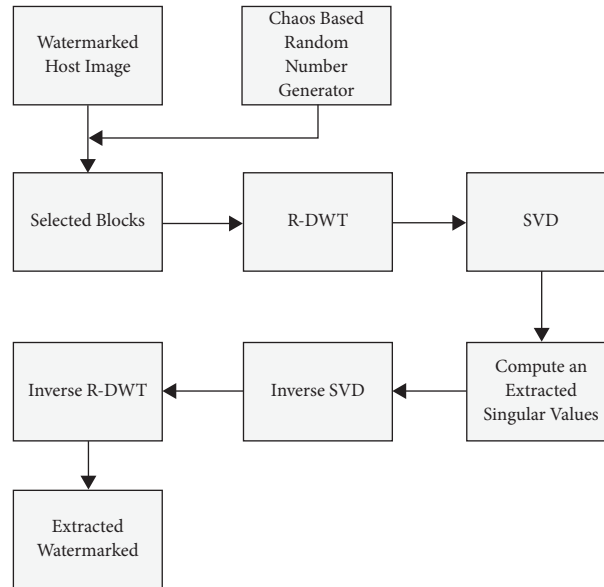 Watermarked
Host Image
Chaos Based
Random
Number
Generator
Selected Blocks
R-DWT
SVD
Inverse R-DWT
Inverse SVD
Compute an
Extracted
Singular Values
Extracted
Watermarked